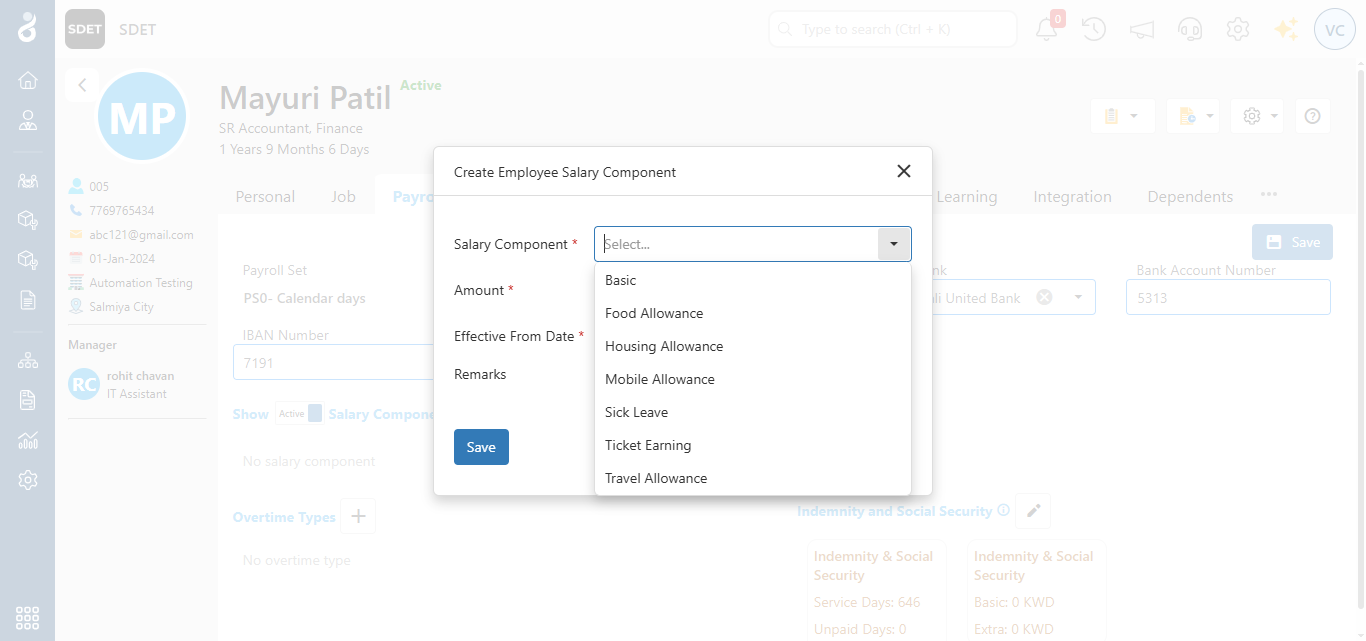 SDET
SDET
Type to search (Ctrl + K)
0
VC
MP
Mayuri Patil
Active
SR Accountant, Finance
1 Years 9 Months 6 Days
005
7769765434
abc121@gmail.com
01-Jan-2024
Automation Testing
Salmiya City
Manager
RC
rohit chavan
IT Assistant
Personal
Job
Payro
Learning
Integration
Dependents
Save
Payroll Set
PS0- Calendar days
nk
li United Bank
Bank Account Number
5313
IBAN Number
7191
Show
Active
Salary Compone
No salary component
Overtime Types
No overtime type
Create Employee Salary Component
Salary Component *
Select...
Basic
Food Allowance
Housing Allowance
Mobile Allowance
Sick Leave
Ticket Earning
Travel Allowance
Amount *
Effective From Date *
Remarks
Save
Indemnity and Social Security
Indemnity & Social
Security
Service Days: 646
Unpaid Days: 0
Indemnity & Social
Security
Basic: 0 KWD
Extra: 0 KWD